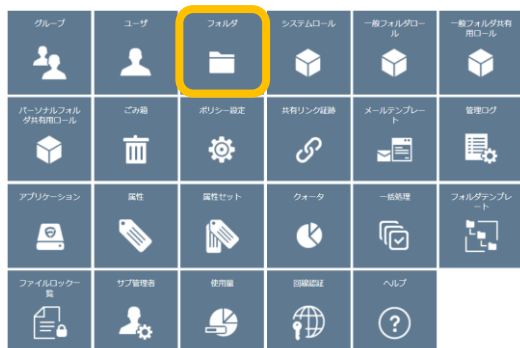 グループ
ユーザ
フォルダ
システムロール
一般フォルダロー
ル
一般フォルダ共有
用ロール
パーソナルフォル
ダ共有用ロール
ごみ箱
ポリシー設定
共有リンク証跡
メールテンプレー
ト
管理ログ
アプリケーション
属性
属性セット
クォータ
一括処理
フォルダテンプレ
ート
ファイルロック一
覧
サブ管理者
使用量
回線認証
ヘルプ